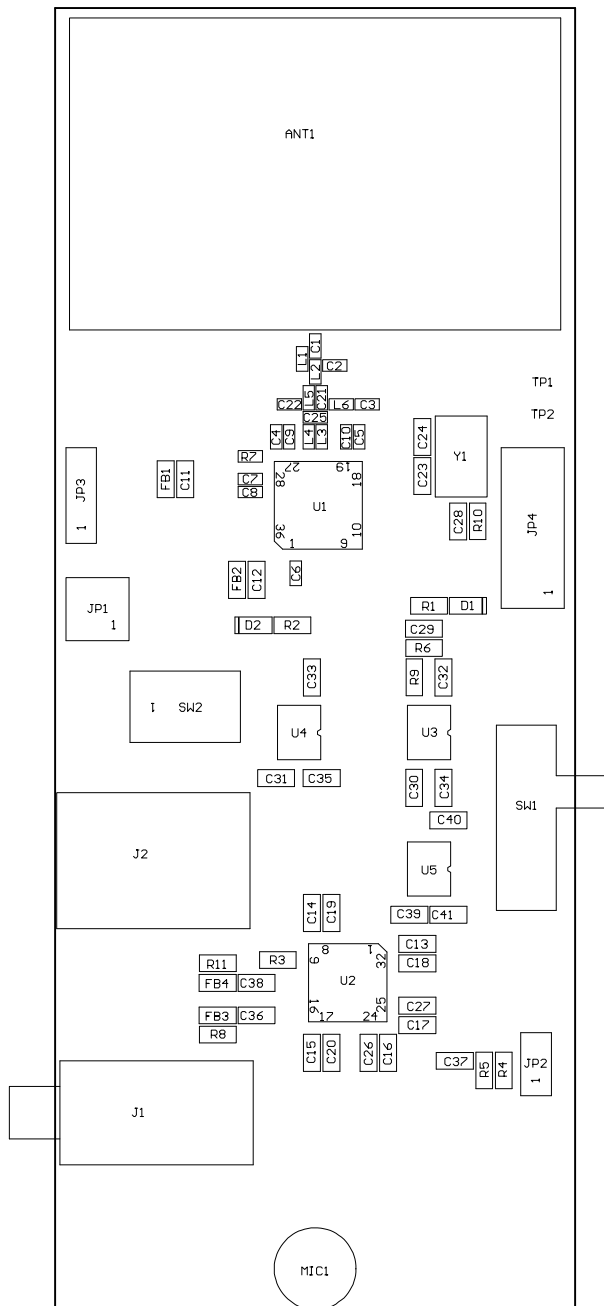 ANT1
C1
L1
L2
C2
TP1
L5
C21
C22
L6
C3
TP2
C25
C4
C9
L4
L3
C10
C5
C24
Y1
R7
C23
JP3
1
FB1
C11
C7
C8
28
27
19
18
U1
36
1
9
10
C28
R10
JP4
1
FB2
C12
C6
JP1
1
R1
D1
D2
R2
C29
R6
C33
R9
C32
1
SW2
U4
U3
C31
C35
C30
C34
SW1
C40
J2
U5
C14
C19
C39
C41
C13
R11
R3
9
8
1
32
C18
FB4
C38
U2
16
17
24
25
C27
FB3
C36
C17
R8
C15
C20
C26
C16
C37
R5
R4
JP2
1
J1
MIC1